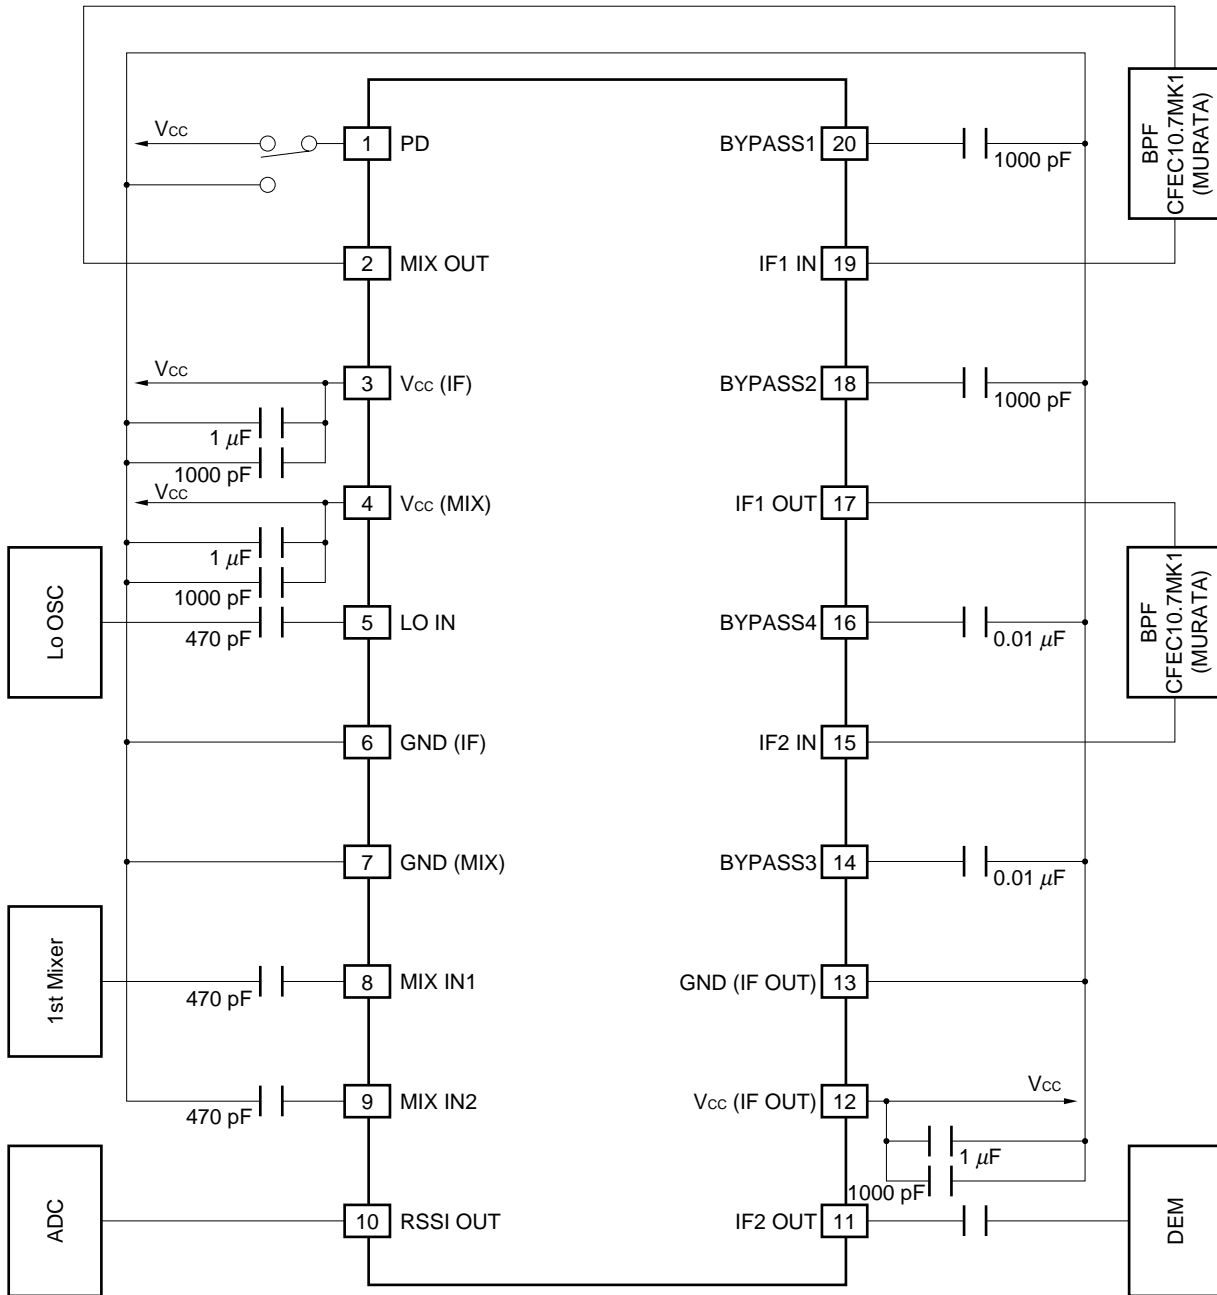 BPF
CFEC10.7MK1
(MURATA)
Vcc
1 PD
BYPASS1 20
1000 pF
2 MIX OUT
IF1 IN 19
Vcc
3 Vcc (IF)
BYPASS2 18
1000 pF
1 µF
1000 pF
Vcc
4 Vcc (MIX)
IF1 OUT 17
1 µF
1000 pF
Lo OSC
470 pF
5 LO IN
BYPASS4 16
0.01 µF
BPF
CFEC10.7MK1
(MURATA)
6 GND (IF)
IF2 IN 15
7 GND (MIX)
BYPASS3 14
0.01 µF
1st Mixer
470 pF
8 MIX IN1
GND (IF OUT) 13
470 pF
9 MIX IN2
Vcc (IF OUT) 12
Vcc
1 µF
1000 pF
ADC
10 RSSI OUT
IF2 OUT 11
DEM